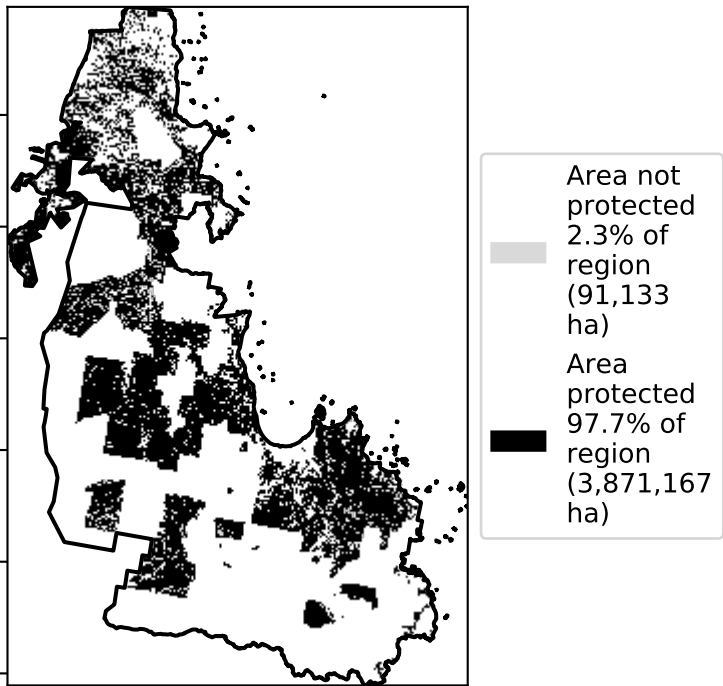 Area not
protected
2.3% of
region
(91,133
ha)
Area
protected
97.7% of
region
(3,871,167
ha)